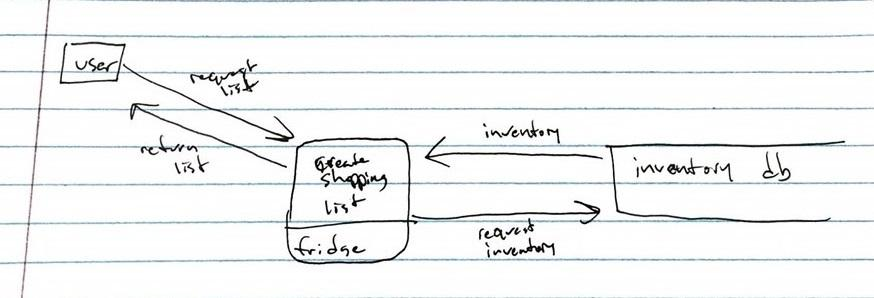 user
request
list
return
list
create
shopping
list
fridge
inventory
inventory db
request
inventory